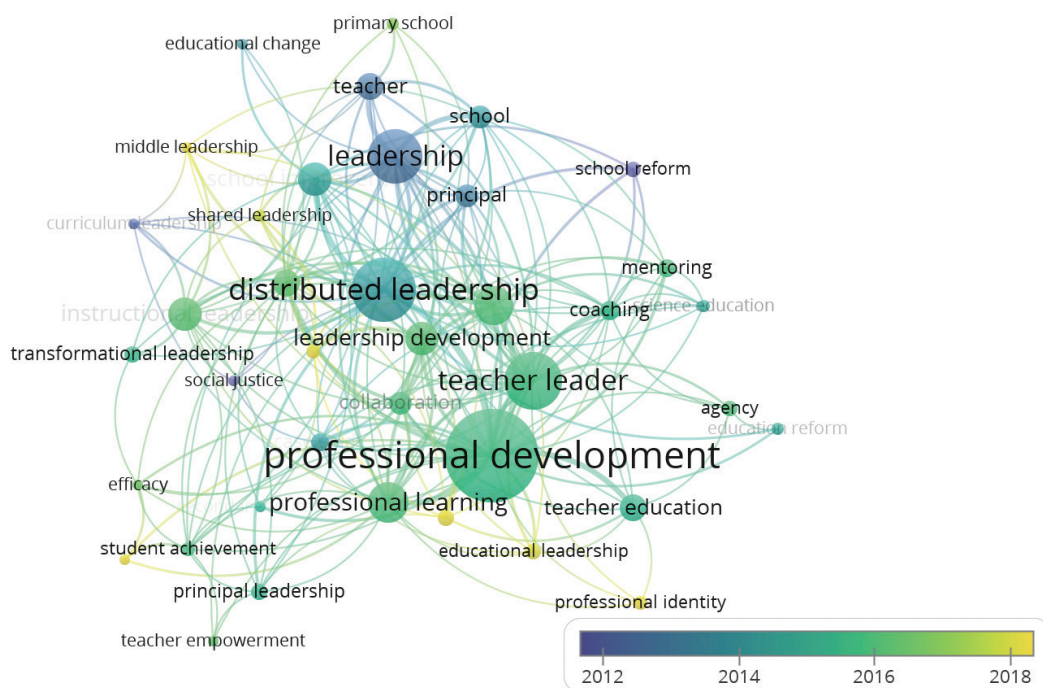 primary school
educational change
teacher
school
middle leadership
leadership
school reform
principal
shared leadership
curriculum leadership
mentoring
distributed leadership
science education
coaching
instructional leadership
leadership development
transformational leadership
social justice
teacher leader
collaboration
agency
education reform
professional development
efficacy
professional learning
teacher education
student achievement
educational leadership
principal leadership
professional identity
teacher empowerment
2012 2014 2016 2018